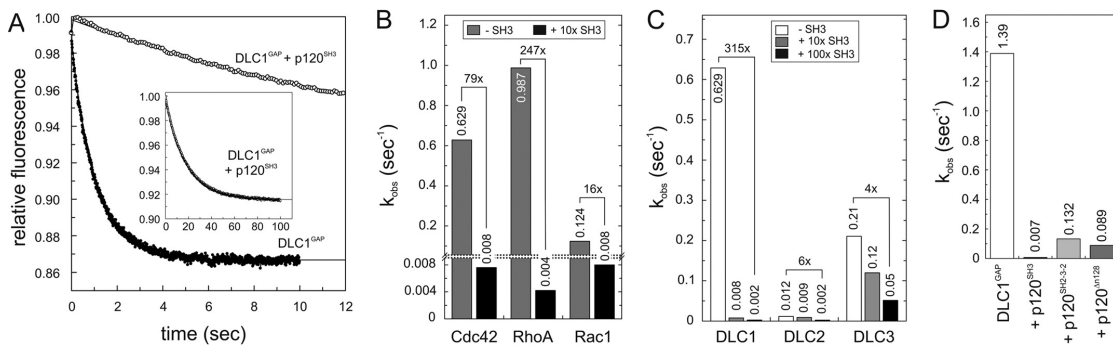 A
relative fluorescence
1.00
0.98
0.96
0.94
0.92
0.90
0.88
0.86
0 2 4 6 8 10 12
time (sec)
DLC1GAP + p120SH3
1.00
0.98
0.96
0.94
0.92
0.90
0 20 40 60 80 100
DLC1GAP
+ p120SH3
DLC1GAP
B
- SH3 + 10x SH3
kobs (sec-1)
1.2
1.0
0.8
0.6
0.4
0.2
0.008
0.004
0.000
79x
0.629
0.008
247x
0.987
0.004
16x
0.124
0.008
Cdc42 RhoA Rac1
C
- SH3
+ 10x SH3
+ 100x SH3
kobs (sec-1)
0.7
0.6
0.5
0.4
0.3
0.2
0.1
0
315x
0.629
0.008
0.002
6x
0.012
0.009
0.002
4x
0.21
0.12
0.05
DLC1 DLC2 DLC3
D
kobs (sec-1)
1.6
1.4
1.2
1.0
0.8
0.6
0.4
0.2
0.0
1.39
0.007
0.132
0.089
DLC1GAP
+ p120SH3
+ p120SH2-3-2
+ p120Δn128